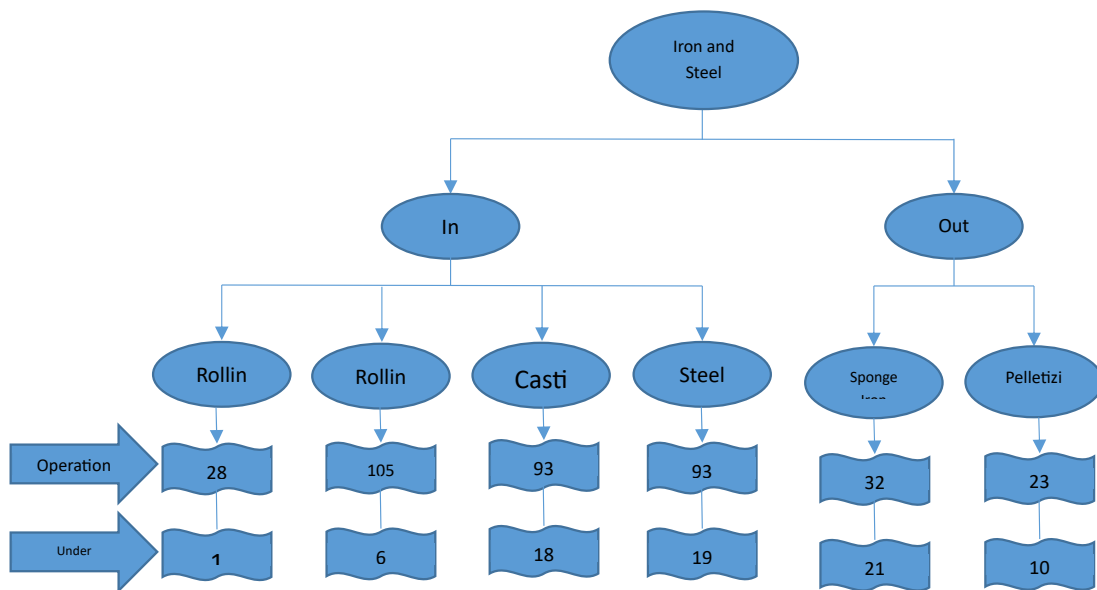 Iron and
Steel
In
Out
Rollin
Rollin
Casti
Steel
Sponge
Iron
Pelletizi
Operation
28
105
93
93
32
23
Under
1
6
18
19
21
10